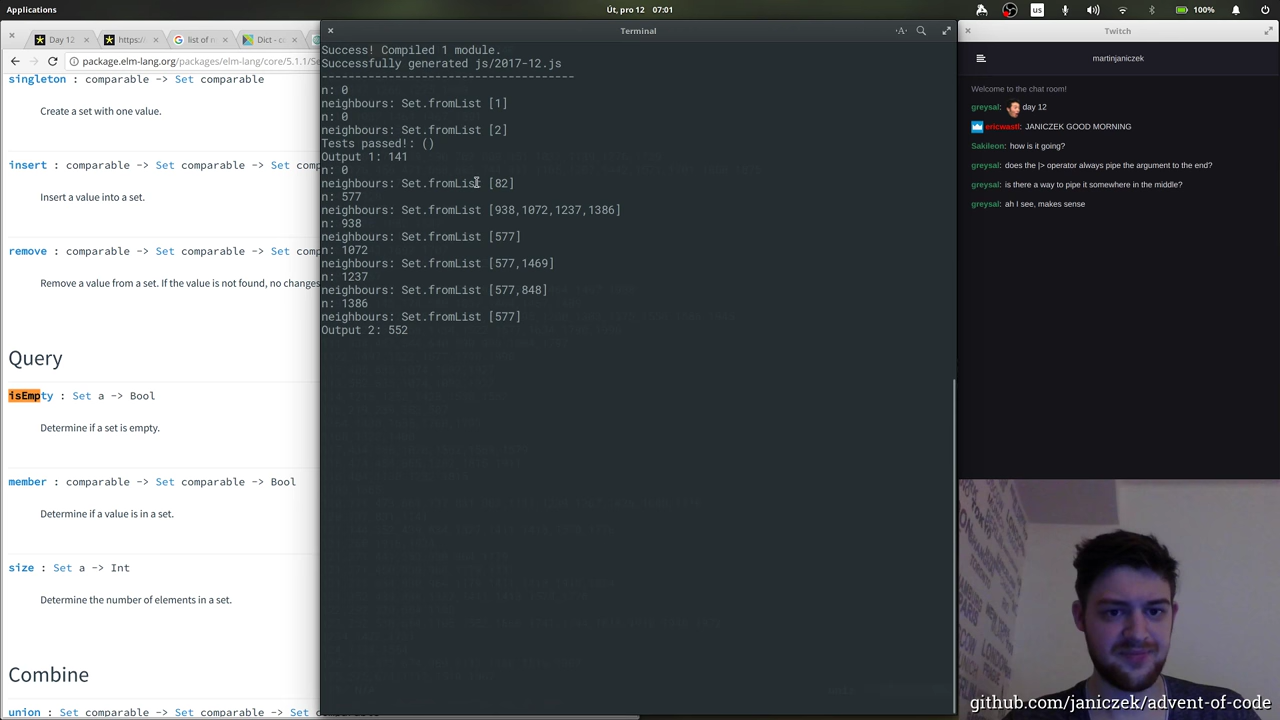 Applications
Út, pro 12 07:01
us
100%
Day 12
https:/
list of r
Dict - c
package.elm-lang.org/packages/elm-lang/core/5.1.1/S
singleton : comparable -> Set comparable
Create a set with one value.
insert : comparable -> Set comparable -> Set comp
Insert a value into a set.
remove : comparable -> Set comparable -> Set comp
Remove a value from a set. If the value is not found, no changes
Query
isEmpty : Set a -> Bool
Determine if a set is empty.
member : comparable -> Set comparable -> Bool
Determine if a value is in a set.
size : Set a -> Int
Determine the number of elements in a set.
Combine
union : Set comparable -> Set comparable -> Set comparable
Terminal
Success! Compiled 1 module.
Successfully generated js/2017-12.js
--------------------------------------
n: 0
neighbours: Set.fromList [1]
n: 0
neighbours: Set.fromList [2]
Tests passed!: ()
Output 1: 141
n: 0
neighbours: Set.fromList [82]
n: 577
neighbours: Set.fromList [938,1072,1237,1386]
n: 938
neighbours: Set.fromList [577]
n: 1072
neighbours: Set.fromList [577,1469]
n: 1237
neighbours: Set.fromList [577,848]
n: 1386
neighbours: Set.fromList [577]
Output 2: 552
Twitch
martinjaniczek
Welcome to the chat room!
greysal: day 12
ericwastl: JANICZEK GOOD MORNING
Sakileon: how is it going?
greysal: does the |> operator always pipe the argument to the end?
greysal: is there a way to pipe it somewhere in the middle?
greysal: ah I see, makes sense
github.com/janiczek/advent-of-code